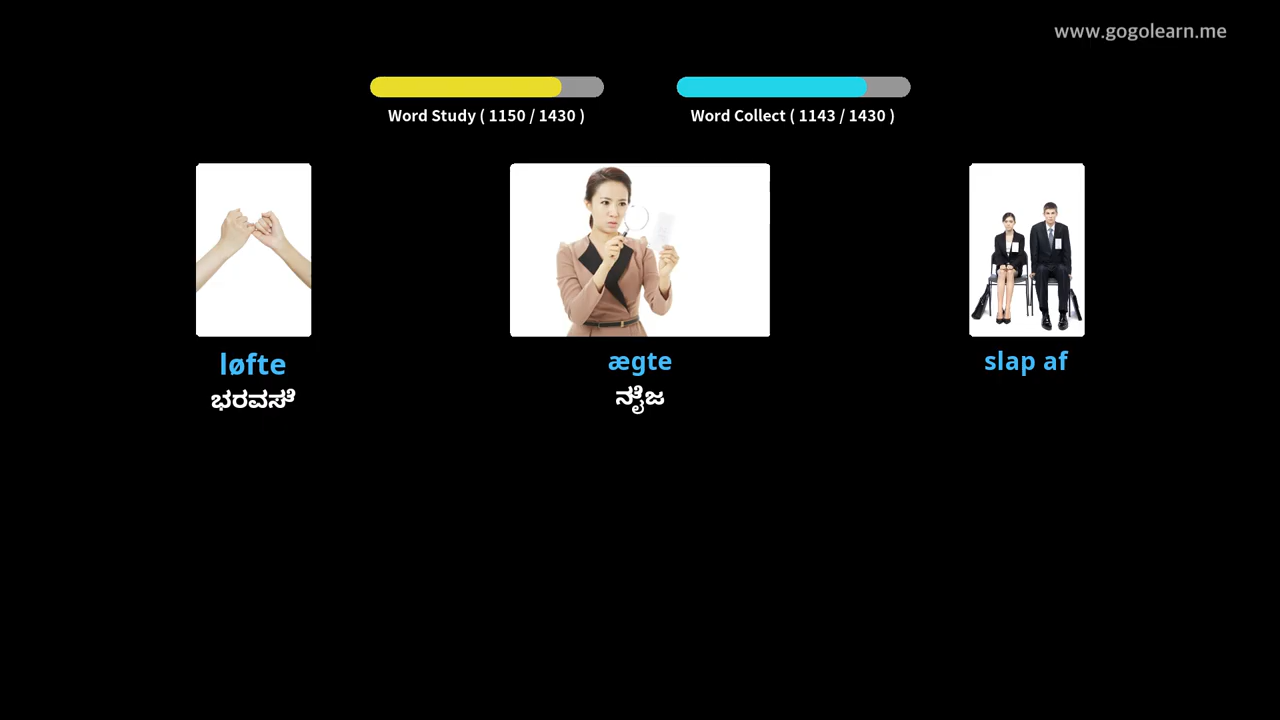 www.gogolearn.me
Word Study ( 1150 / 1430 )
Word Collect ( 1143 / 1430 )
løfte
ಭರವಸೆ
ægte
ನೈಜ
slap af